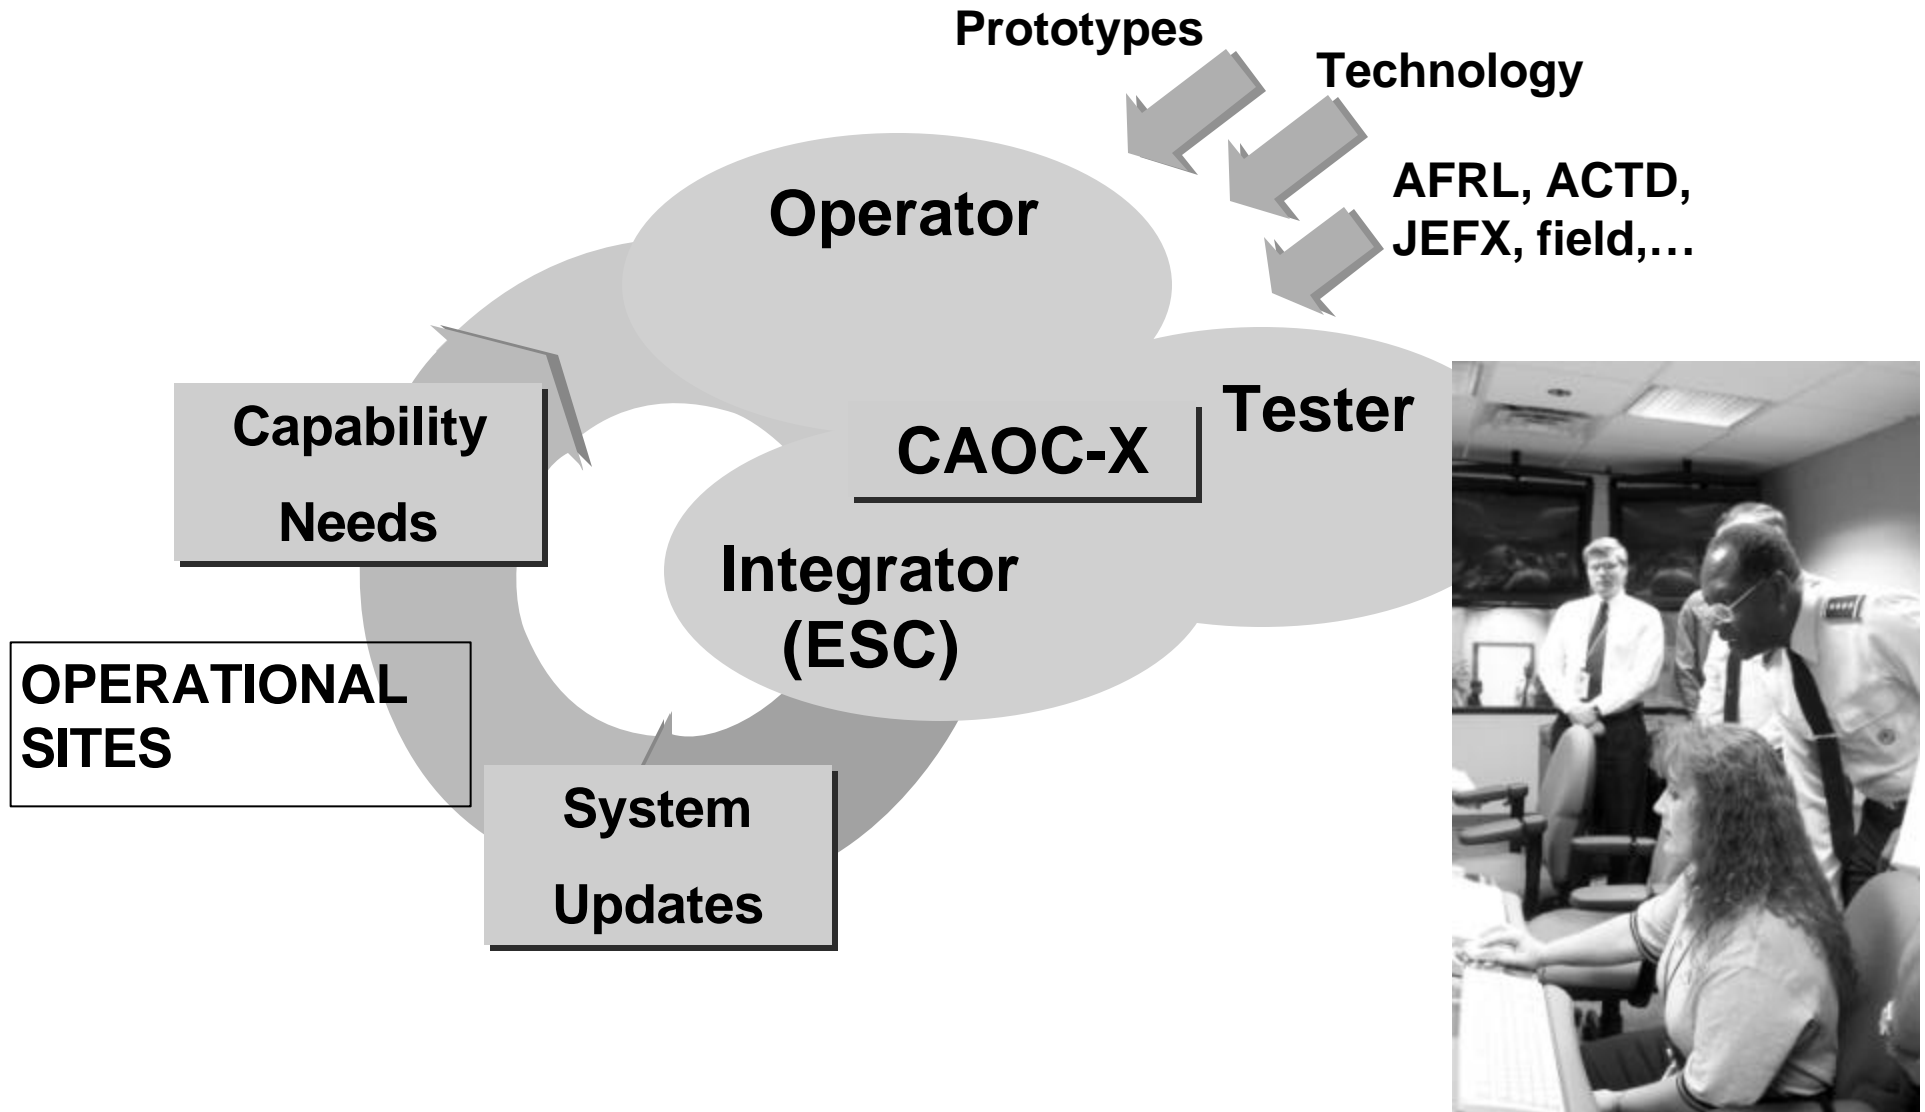 Prototypes
Technology
AFRL, ACTD,
JEFX, field,…
Operator
Tester
CAOC-X
Integrator
(ESC)
Capability
Needs
OPERATIONAL
SITES
System
Updates